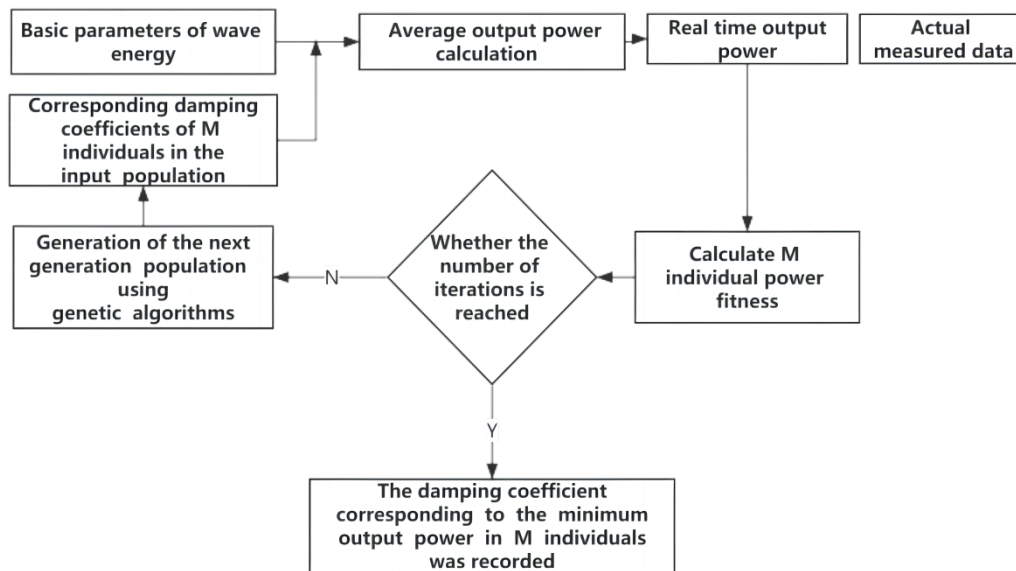 Basic parameters of wave
energy
Average output power
calculation
Real time output
power
Actual
measured data
Corresponding damping
coefficients of M
individuals in the
input population
Generation of the next
generation population
using
genetic algorithms
N
Whether the
number of
iterations is
reached
Calculate M
individual power
fitness
Y
The damping coefficient
corresponding to the minimum
output power in M individuals
was recorded